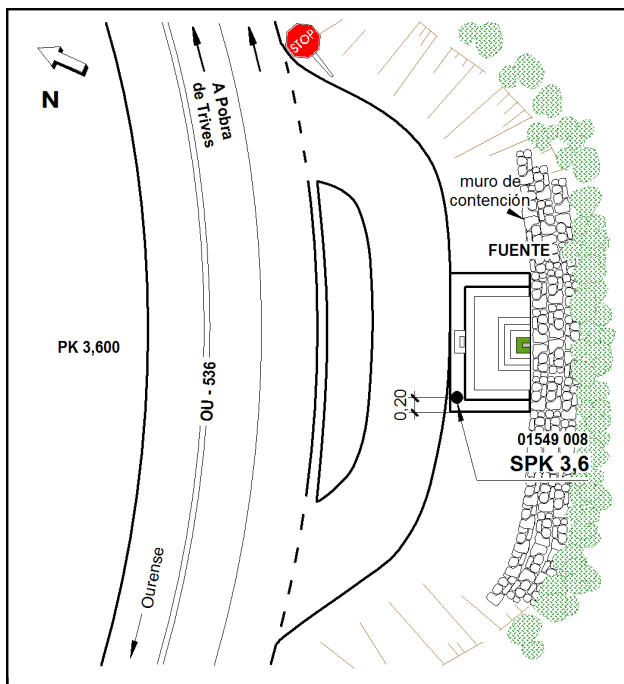 STOP
N
A Pobra
de Trives
muro de
contención
FUENTE
PK 3,600
OU - 536
0,20
01549 008
SPK 3,6
Ourense